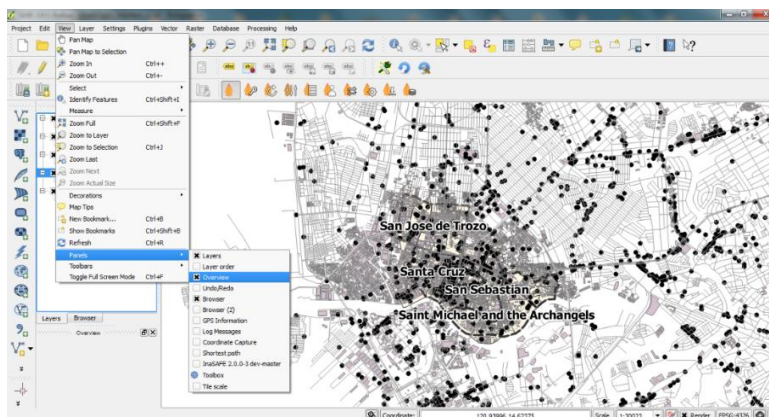 Project Edit View Layer Settings Plugins Vector Raster Database Processing Help
Pan Map
Pan Map to Selection
Zoom In Ctrl++
Zoom Out Ctrl+-
Select
Identify Features Ctrl+Shift+I
Measure
Zoom Full Ctrl+Shift+F
Zoom to Layer
Zoom to Selection Ctrl+J
Zoom Last
Zoom Next
Zoom Actual Size
Decorations
Map Tips
New Bookmark... Ctrl+B
Show Bookmarks Ctrl+Shift+B
Refresh Ctrl+R
Panels
Toolbars
Toggle Full Screen Mode Ctrl+F
Layers
Layer order
Overview
Undo/Redo
Browser
Browser (2)
GPS Information
Log Messages
Coordinate Capture
Shortest path
InaSAFE 2.0.0-3 dev-master
Toolbox
Tile scale
San Jose de Trozo
Santa Cruz
San Sebastian
Saint Michael and the Archangels
Layers Browser
Overview
Coordinate: Scale Render EPSG:4326